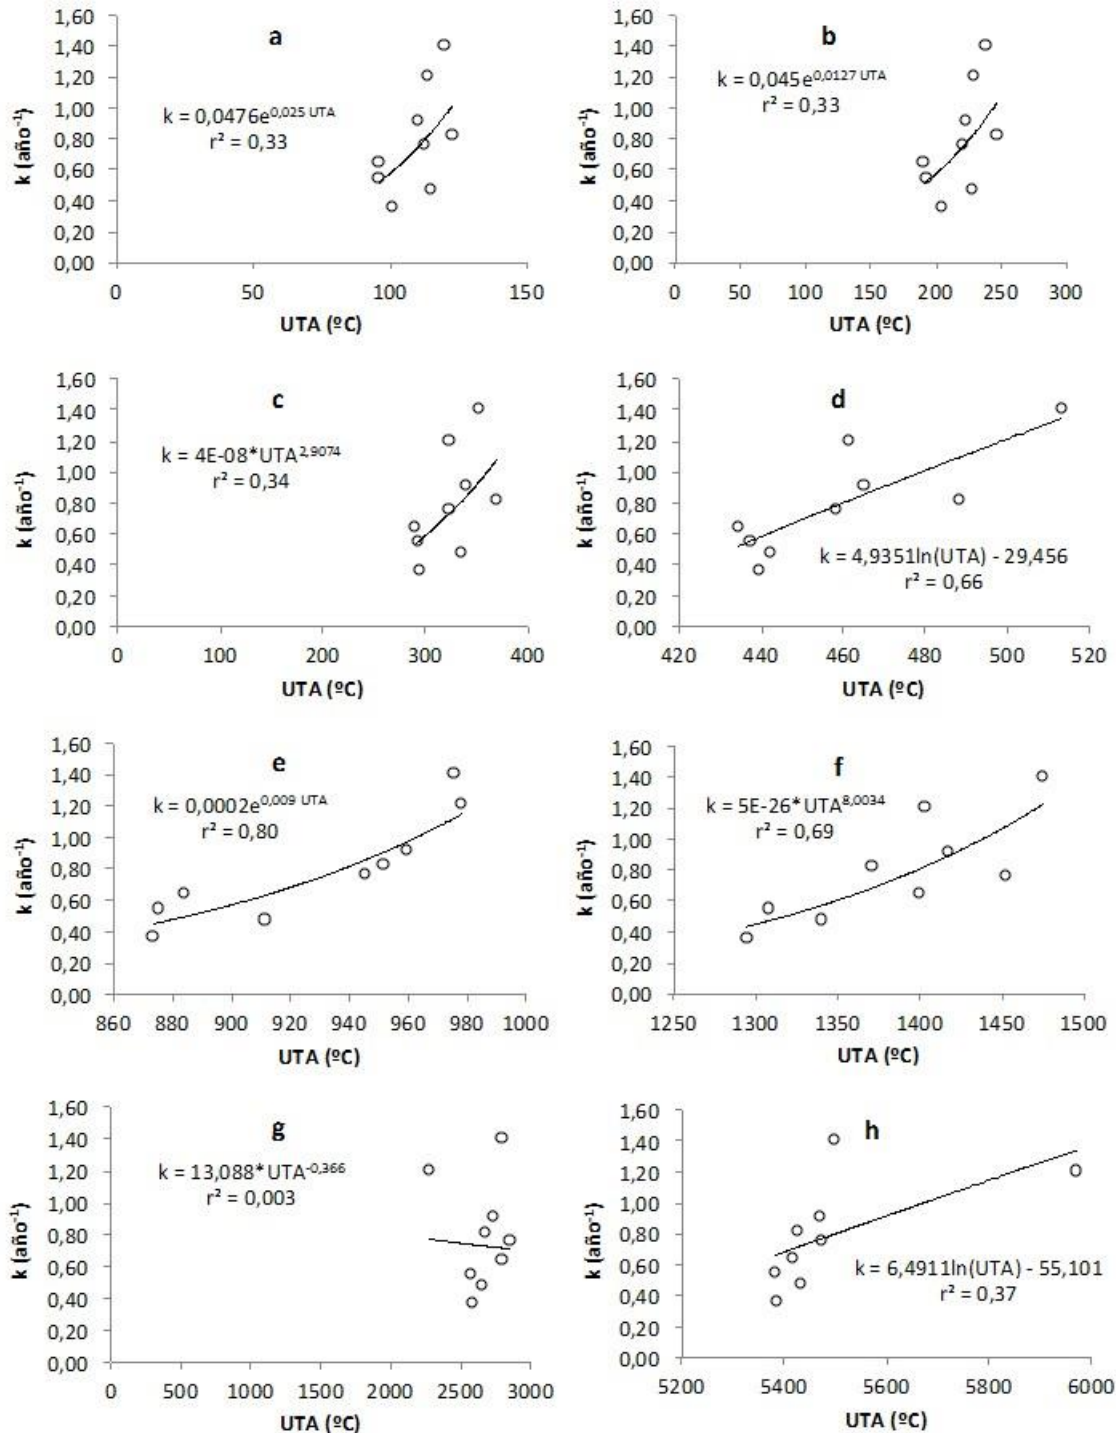 a
k = 0,0476e^0,025 UTA
r² = 0,33
1,60
1,40
1,20
1,00
0,80
0,60
0,40
0,20
0,00
k (año⁻¹)
0 50 100 150
UTA (ºC)
b
k = 0,045e^0,0127 UTA
r² = 0,33
1,60
1,40
1,20
1,00
0,80
0,60
0,40
0,20
0,00
k (año⁻¹)
0 50 100 150 200 250 300
UTA (ºC)
c
k = 4E-08*UTA^2,9074
r² = 0,34
1,60
1,40
1,20
1,00
0,80
0,60
0,40
0,20
0,00
k (año⁻¹)
0 100 200 300 400
UTA (ºC)
d
1,60
1,40
1,20
1,00
0,80
0,60
0,40
0,20
0,00
k (año⁻¹)
k = 4,9351ln(UTA) - 29,456
r² = 0,66
420 440 460 480 500 520
UTA (ºC)
e
k = 0,0002e^0,009 UTA
r² = 0,80
1,60
1,40
1,20
1,00
0,80
0,60
0,40
0,20
0,00
k (año⁻¹)
860 880 900 920 940 960 980 1000
UTA (ºC)
f
k = 5E-26*UTA^8,0034
r² = 0,69
1,60
1,40
1,20
1,00
0,80
0,60
0,40
0,20
0,00
k (año⁻¹)
1250 1300 1350 1400 1450 1500
UTA (ºC)
g
k = 13,088*UTA^-0,366
r² = 0,003
1,60
1,40
1,20
1,00
0,80
0,60
0,40
0,20
0,00
k (año⁻¹)
0 500 1000 1500 2000 2500 3000
UTA (ºC)
h
1,60
1,40
1,20
1,00
0,80
0,60
0,40
0,20
0,00
k (año⁻¹)
k = 6,4911ln(UTA) - 55,101
r² = 0,37
5200 5400 5600 5800 6000
UTA (ºC)